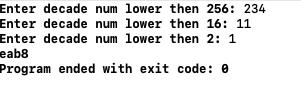 Enter decade num lower then 256: 234
Enter decade num lower then 16: 11
Enter decade num lower then 2: 1
eab8
Program ended with exit code: 0